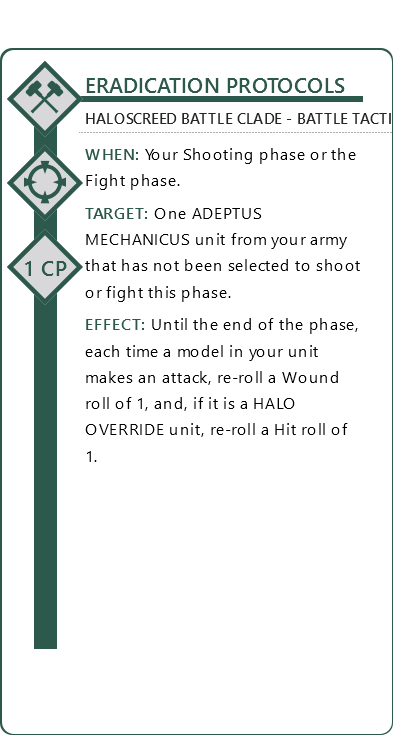 ERADICATION PROTOCOLS
HALOSCREED BATTLE CLADE - BATTLE TACTI
WHEN: Your Shooting phase or the
Fight phase.
TARGET: One ADEPTUS
MECHANICUS unit from your army
1 CP
that has not been selected to shoot
or fight this phase.
EFFECT: Until the end of the phase,
each time a model in your unit
makes an attack, re-roll a Wound
roll of 1, and, if it is a HALO
OVERRIDE unit, re-roll a Hit roll of
1.